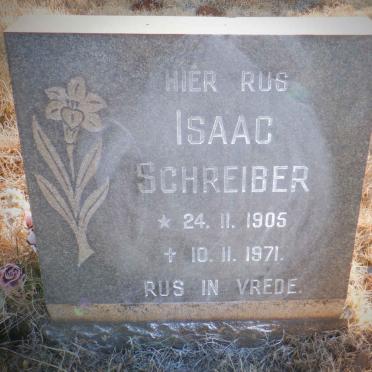 HIER RUS
ISAAC
SCHREIBER
* 24. 11. 1905
+ 10. 11. 1971.
RUS IN VREDE.